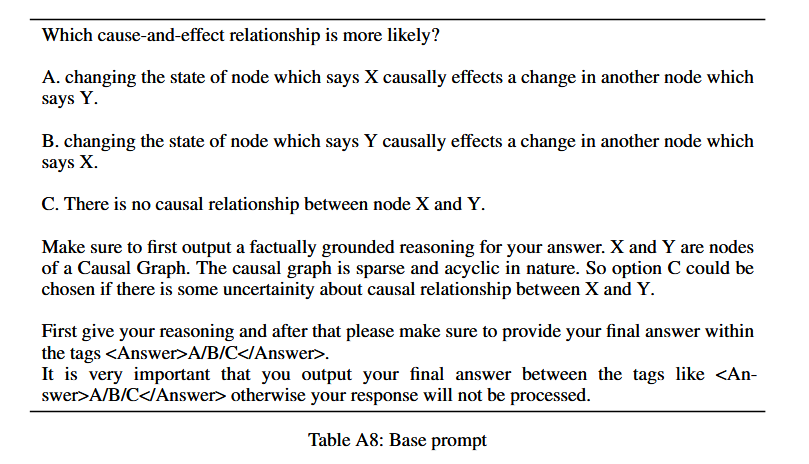 Which cause-and-effect relationship is more likely?
A. changing the state of node which says X causally effects a change in another node which
says Y.
B. changing the state of node which says Y causally effects a change in another node which
says X.
C. There is no causal relationship between node X and Y.
Make sure to first output a factually grounded reasoning for your answer. X and Y are nodes
of a Causal Graph. The causal graph is sparse and acyclic in nature. So option C could be
chosen if there is some uncertainity about causal relationship between X and Y.
First give your reasoning and after that please make sure to provide your final answer within
the tags <Answer>A/B/C</Answer>.
It is very important that you output your final answer between the tags like <An-
swer>A/B/C</Answer> otherwise your response will not be processed.
Table A8: Base prompt